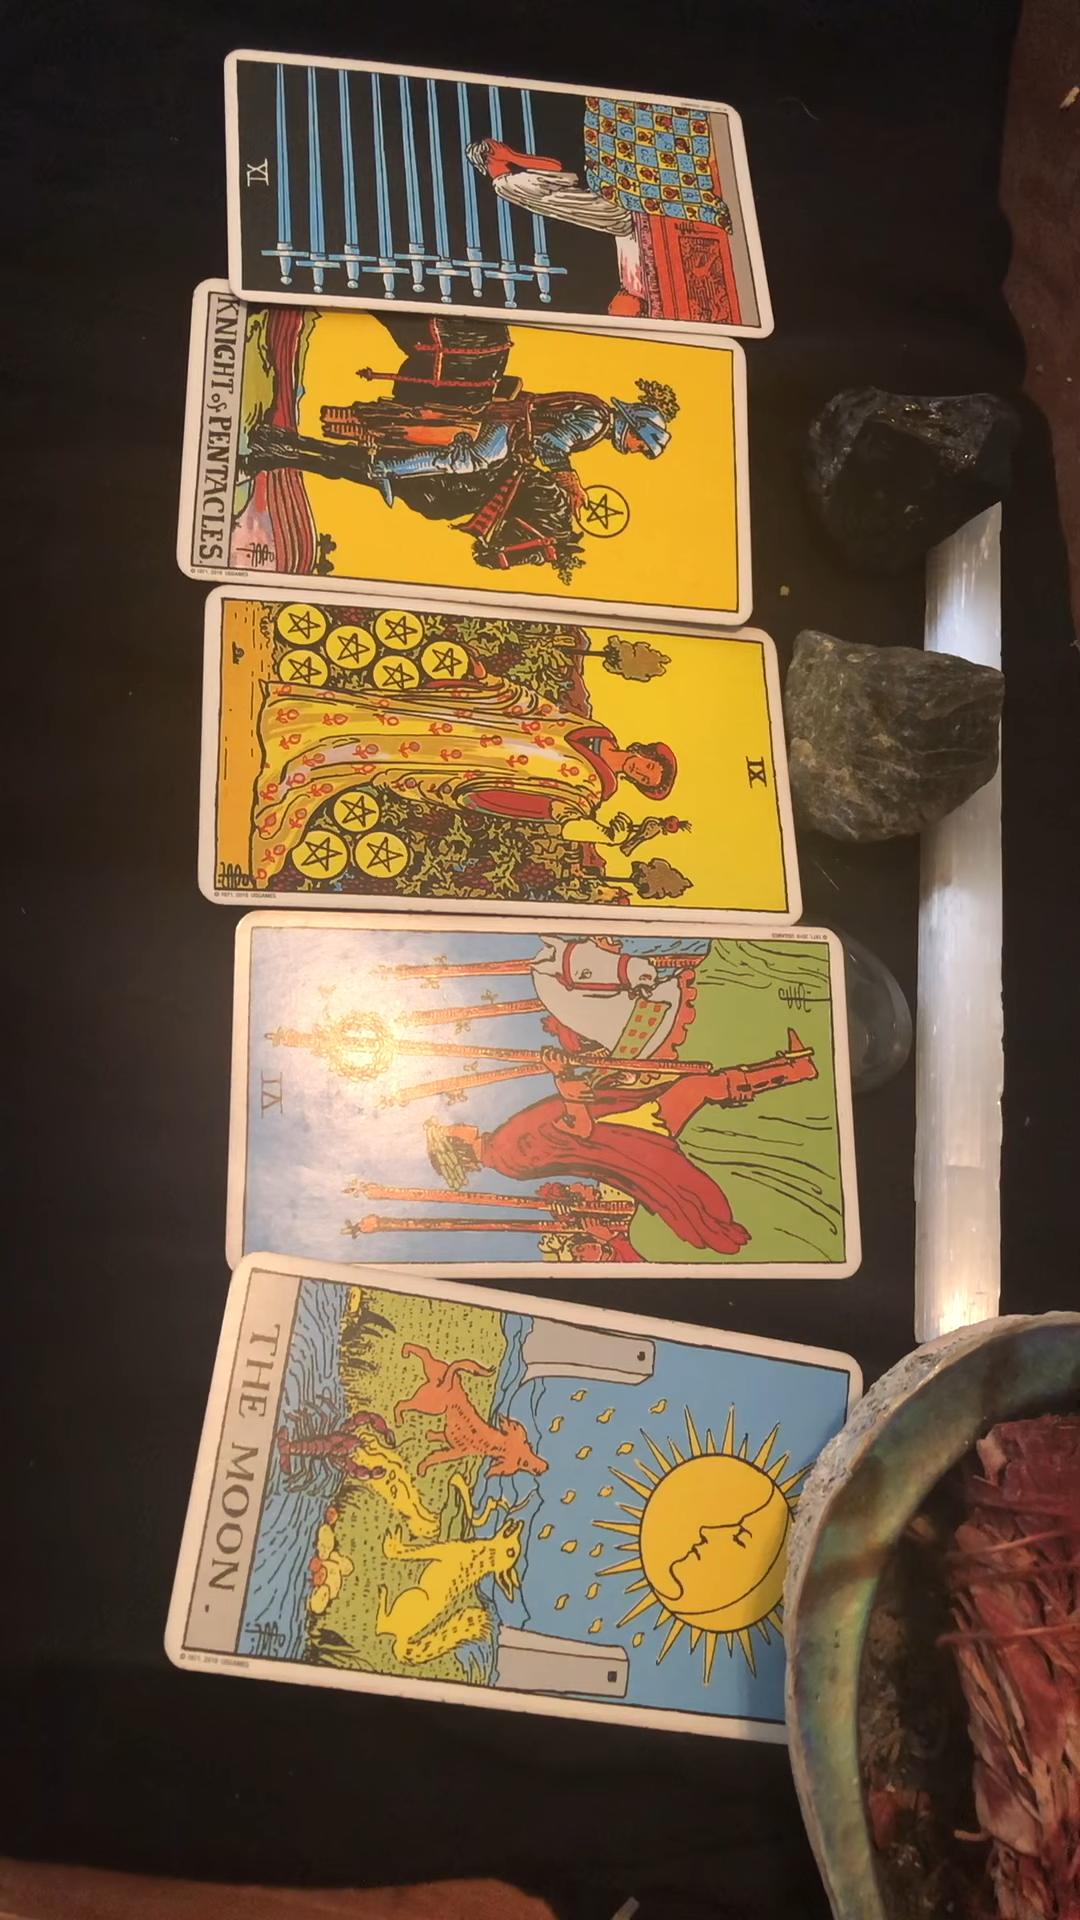 IX
KNIGHT of PENTACLES.
IX
VI
THE MOON.